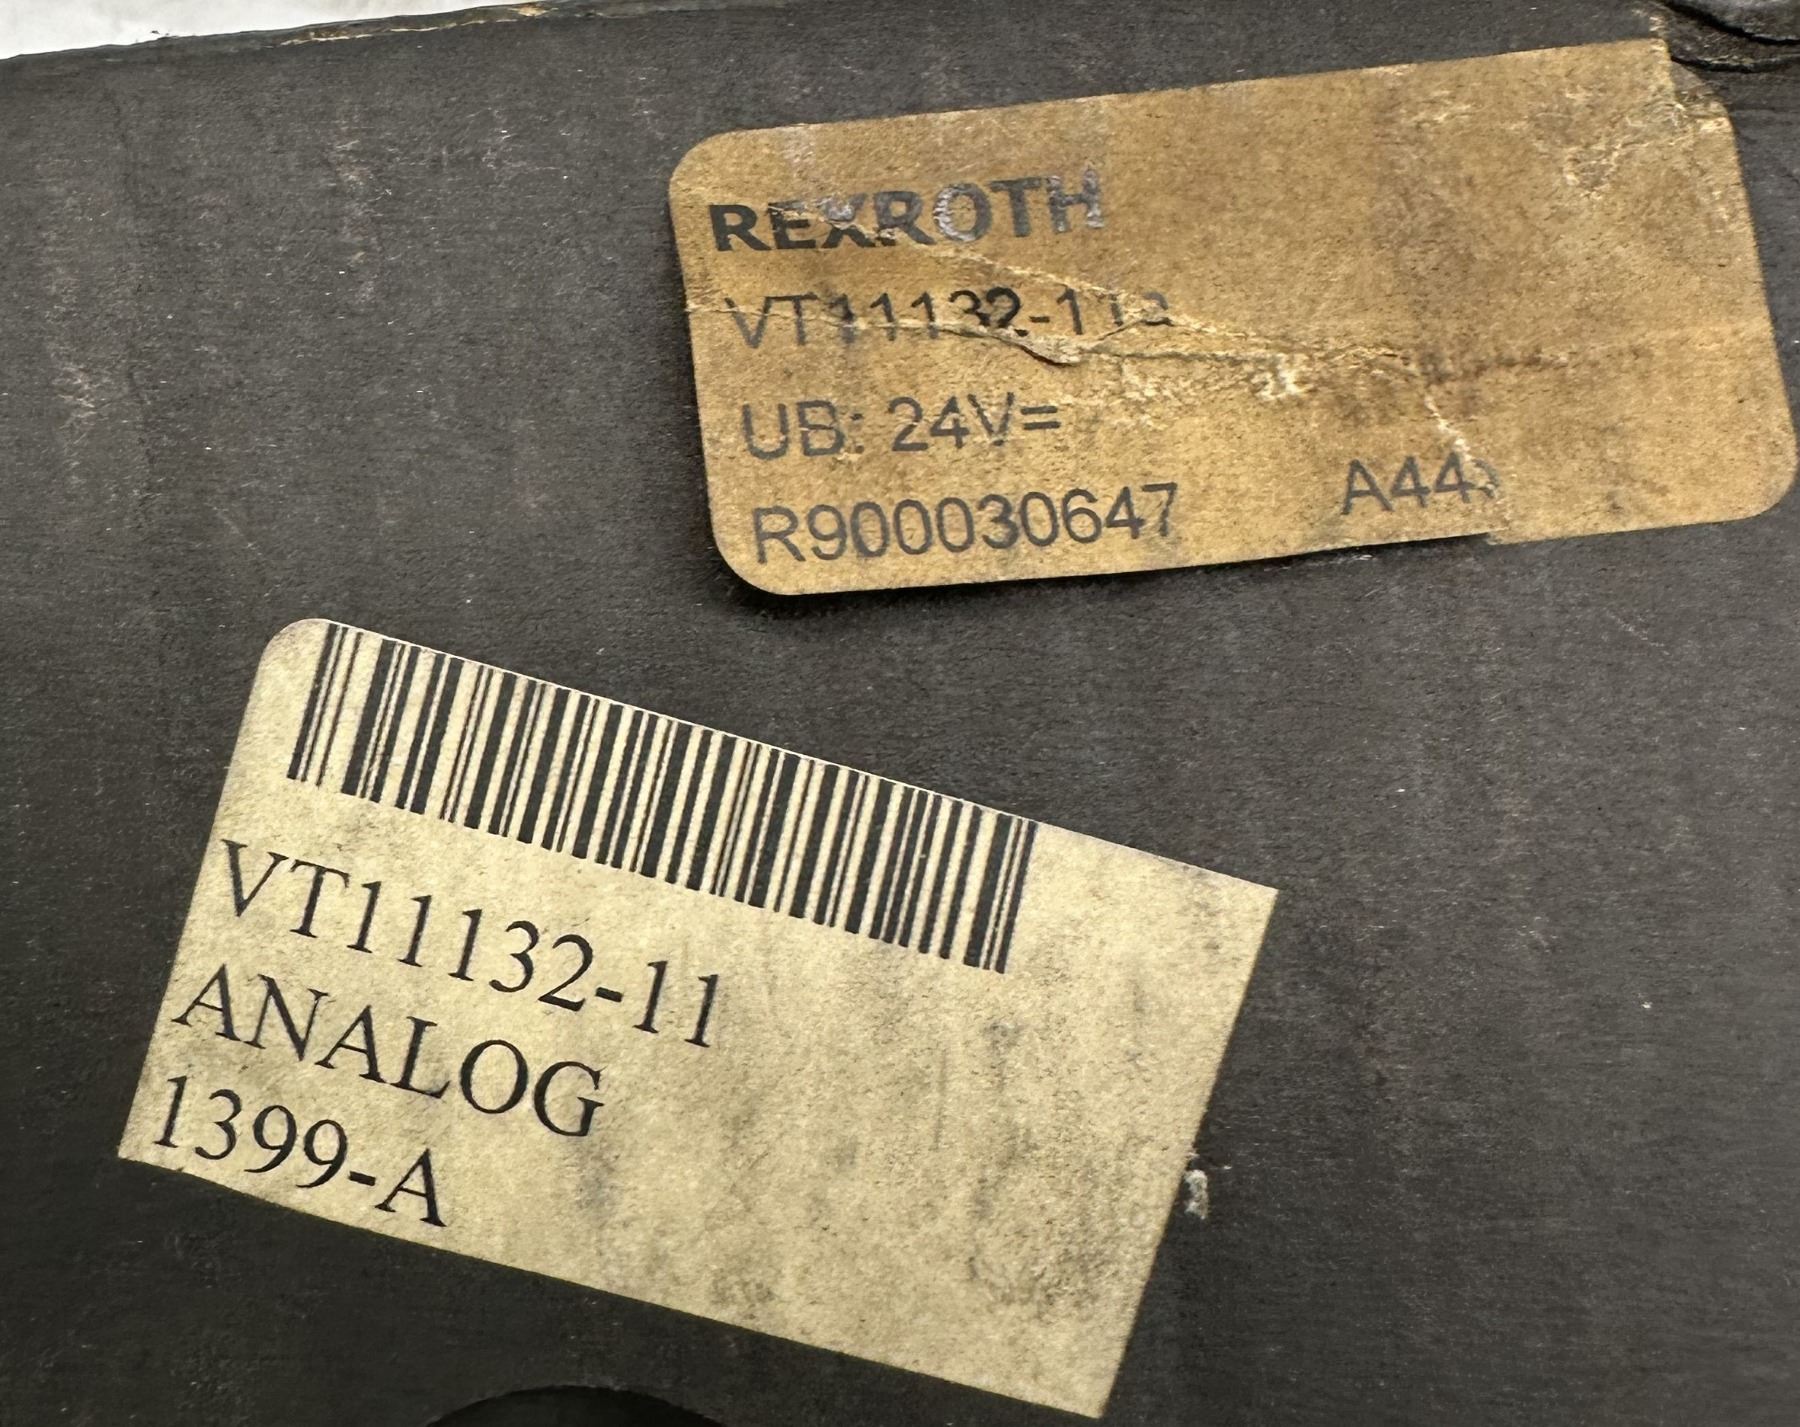 REXROTH
UB: 24V=
R900030647
VT11132-11
ANALOG
1399-A